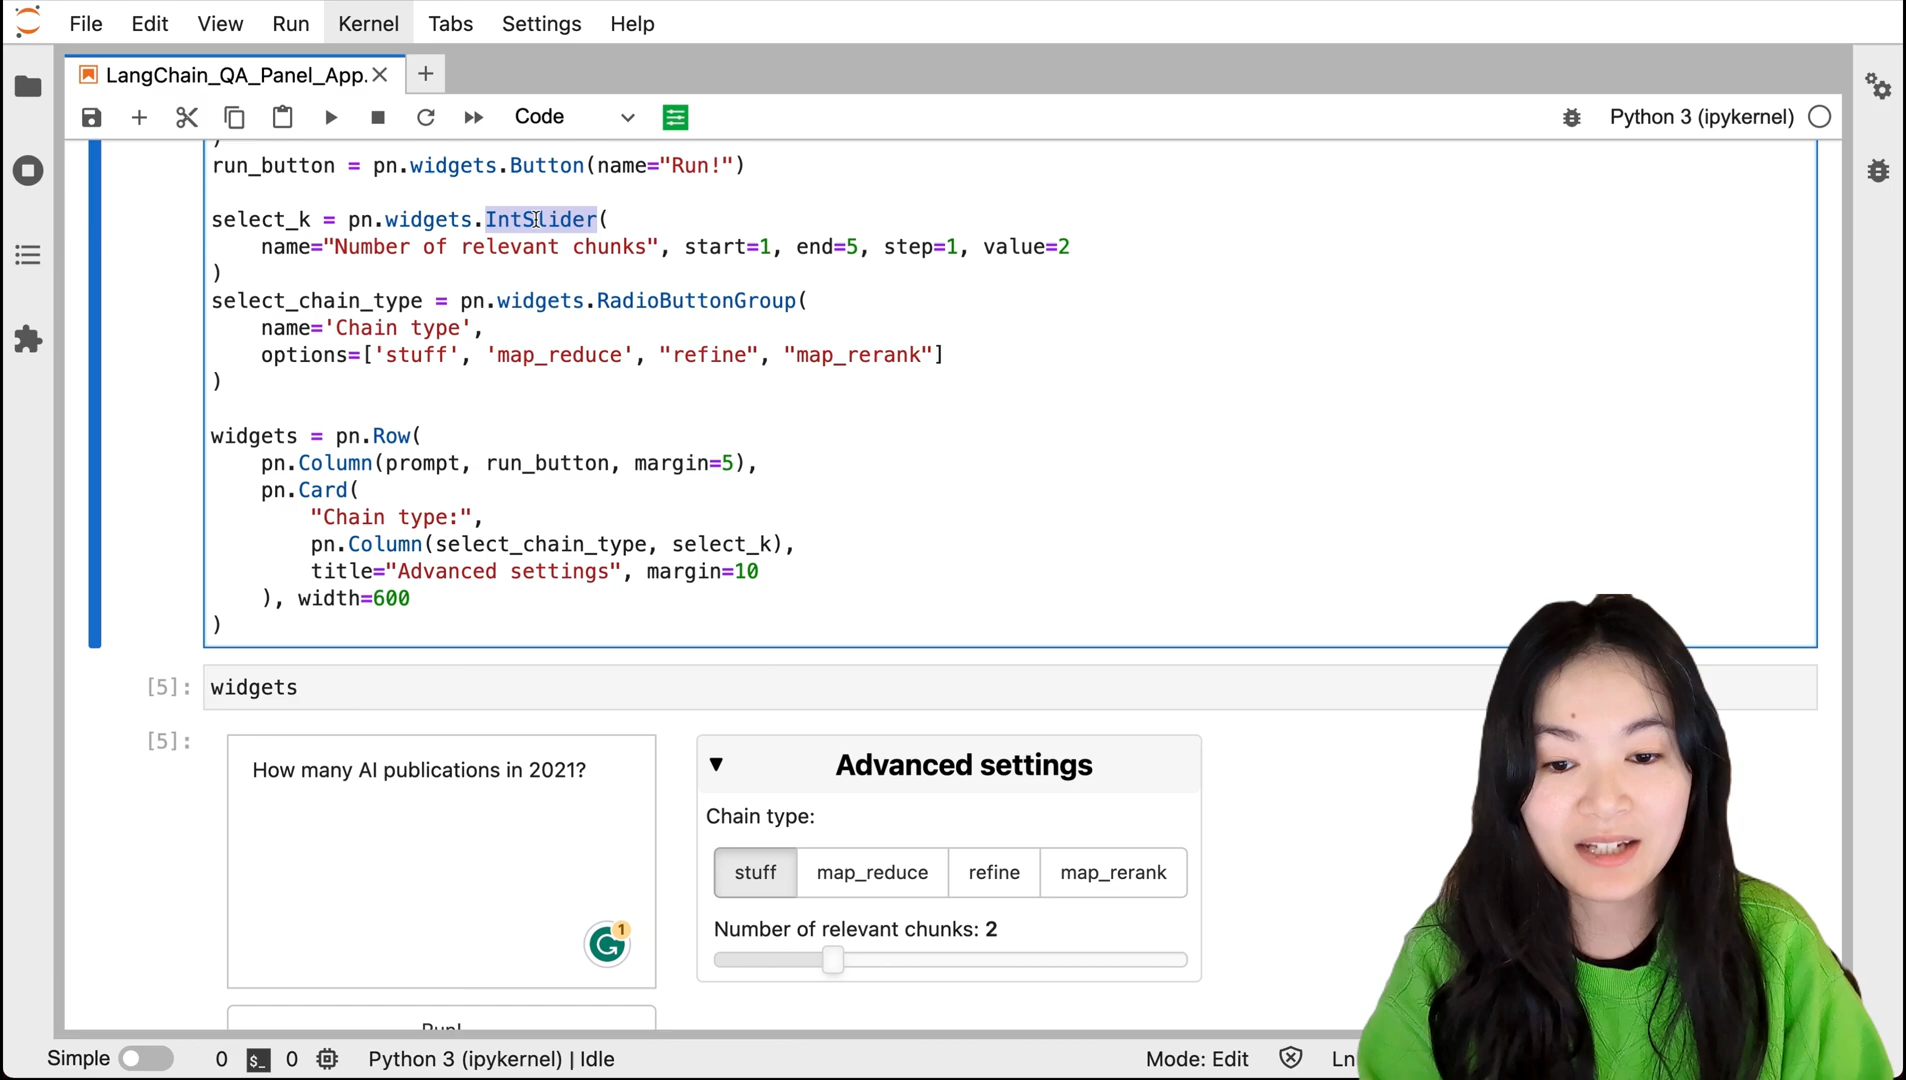 File Edit View Run Kernel Tabs Settings Help
LangChain_QA_Panel_App.
Code
Python 3 (ipykernel)
)
run_button = pn.widgets.Button(name="Run!")
select_k = pn.widgets.IntSlider(
name="Number of relevant chunks", start=1, end=5, step=1, value=2
)
select_chain_type = pn.widgets.RadioButtonGroup(
name='Chain type',
options=['stuff', 'map_reduce', "refine", "map_rerank"]
)
widgets = pn.Row(
pn.Column(prompt, run_button, margin=5),
pn.Card(
"Chain type:",
pn.Column(select_chain_type, select_k),
title="Advanced settings", margin=10
), width=600
)
[5]: widgets
[5]:
How many AI publications in 2021?
1
Advanced settings
Chain type:
stuff map_reduce refine map_rerank
Number of relevant chunks: 2
Run!
Simple 0 $_ 0 Python 3 (ipykernel) | Idle Mode: Edit Ln